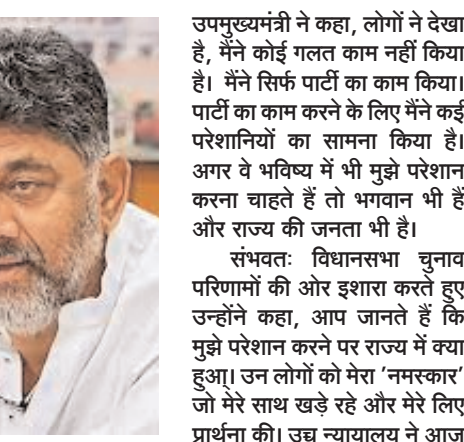 उपमुख्यमंत्री ने कहा, लोगों ने देखा
है, मैंने कोई गलत काम नहीं किया
है। मैंने सिर्फ पार्टी का काम किया।
पार्टी का काम करने के लिए मैंने कई
परेशानियों का सामना किया है।
अगर वे भविष्य में भी मुझे परेशान
करना चाहते हैं तो भगवान भी हैं
और राज्य की जनता भी है।
संभवतः विधानसभा चुनाव
परिणामों की ओर इशारा करते हुए
उन्होंने कहा, आप जानते हैं कि
मुझे परेशान करने पर राज्य में क्या
हुआ्। उन लोगों को मेरा ’नमस्कार’
जो मेरे साथ खड़े रहे और मेरे लिए
प्रार्थना की। उच्च न्यायालय ने आज